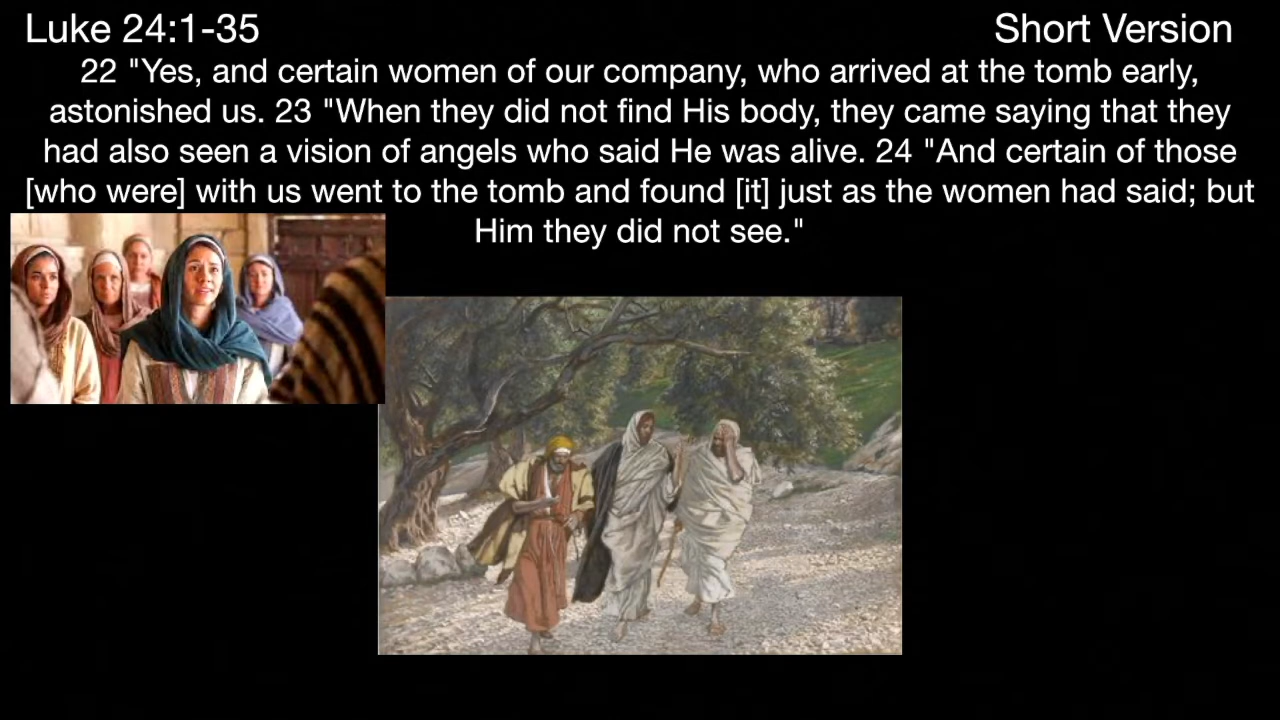 Luke 24:1-35
Short Version
22 "Yes, and certain women of our company, who arrived at the tomb early,
astonished us. 23 "When they did not find His body, they came saying that they
had also seen a vision of angels who said He was alive. 24 "And certain of those
[who were] with us went to the tomb and found [it] just as the women had said; but
Him they did not see."